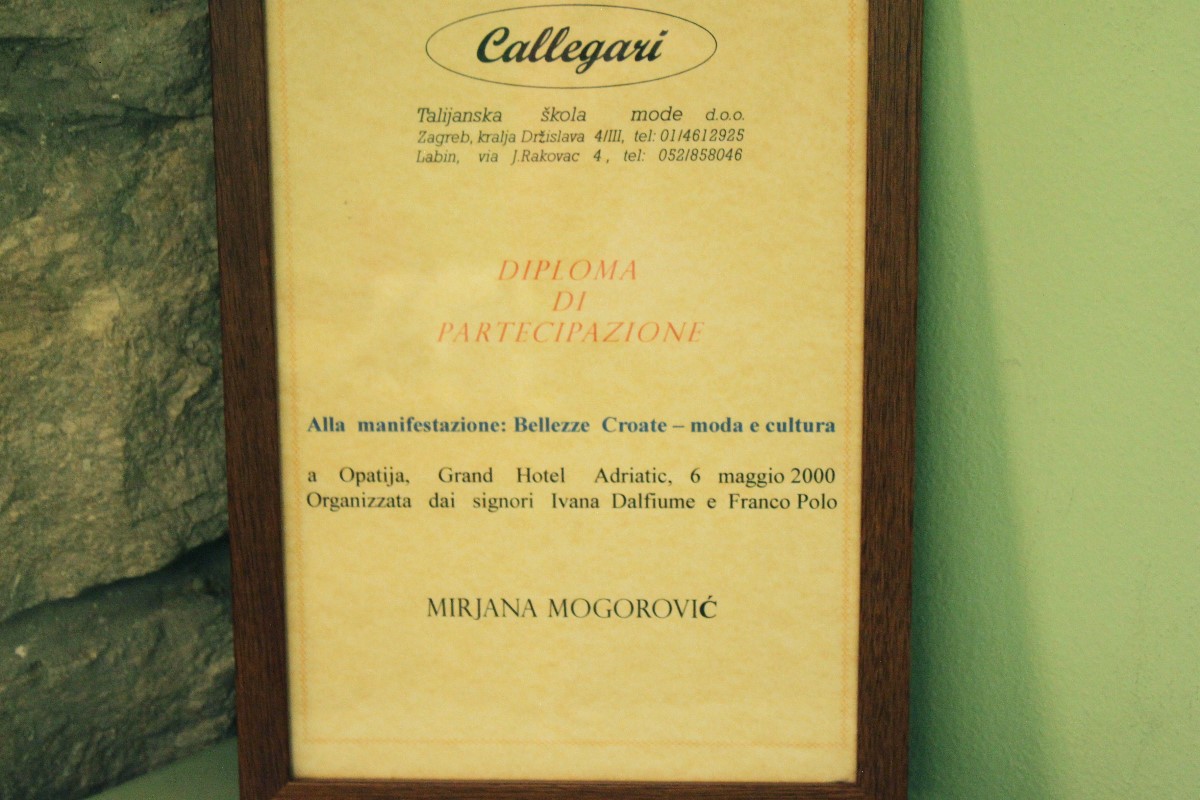 Callegari
Talijanska škola mode d.o.o.
Zagreb, kralja Držislava 4/III, tel: 01/4612925
Labin, via J.Rakovac 4, tel: 052/858046
DIPLOMA
DI
PARTECIPAZIONE
Alla manifestazione: Bellezze Croate – moda e cultura
a Opatija, Grand Hotel Adriatic, 6 maggio 2000
Organizzata dai signori Ivana Dalfiume e Franco Polo
MIRJANA MOGOROVIĆ